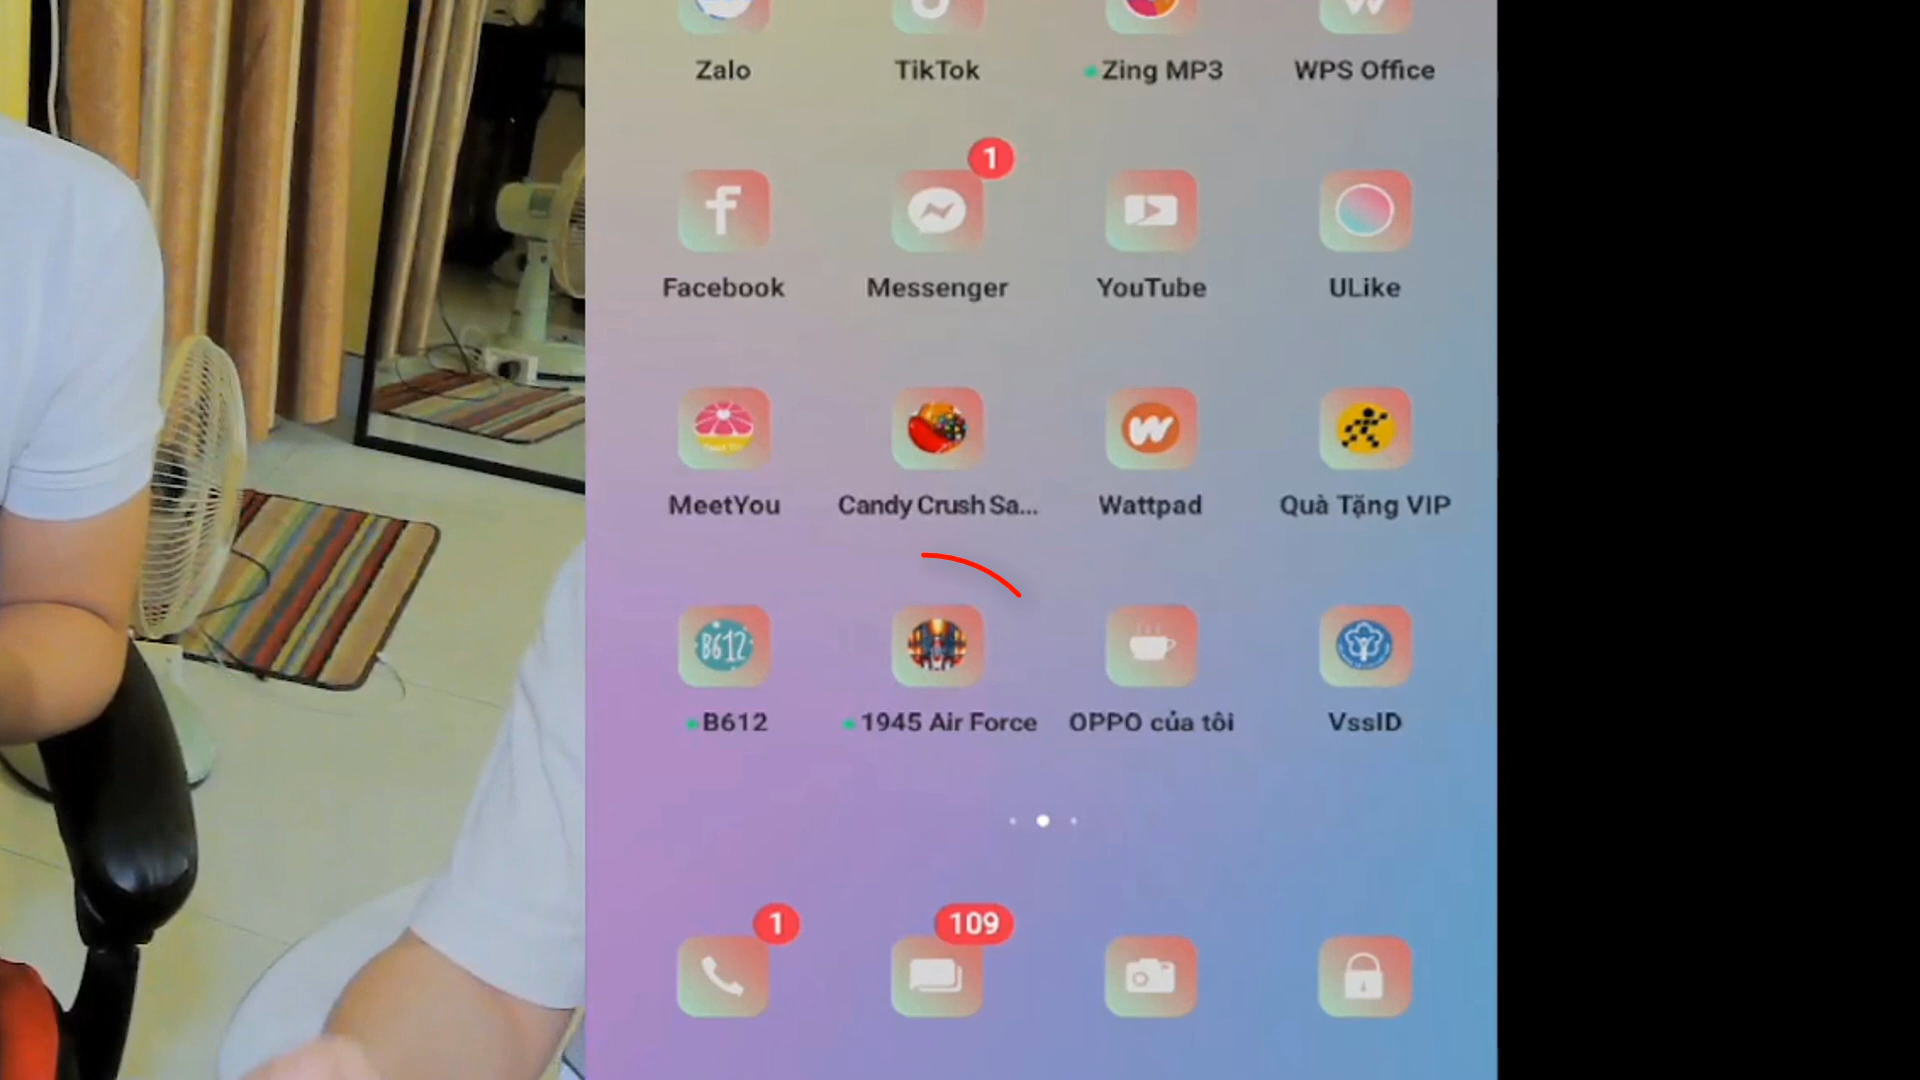 Zalo TikTok Zing MP3 WPS Office
1
Facebook Messenger YouTube ULike
MeetYou Candy Crush Sa... Wattpad Quà Tặng VIP
B612
B612 1945 Air Force OPPO của tôi VssID
1 109